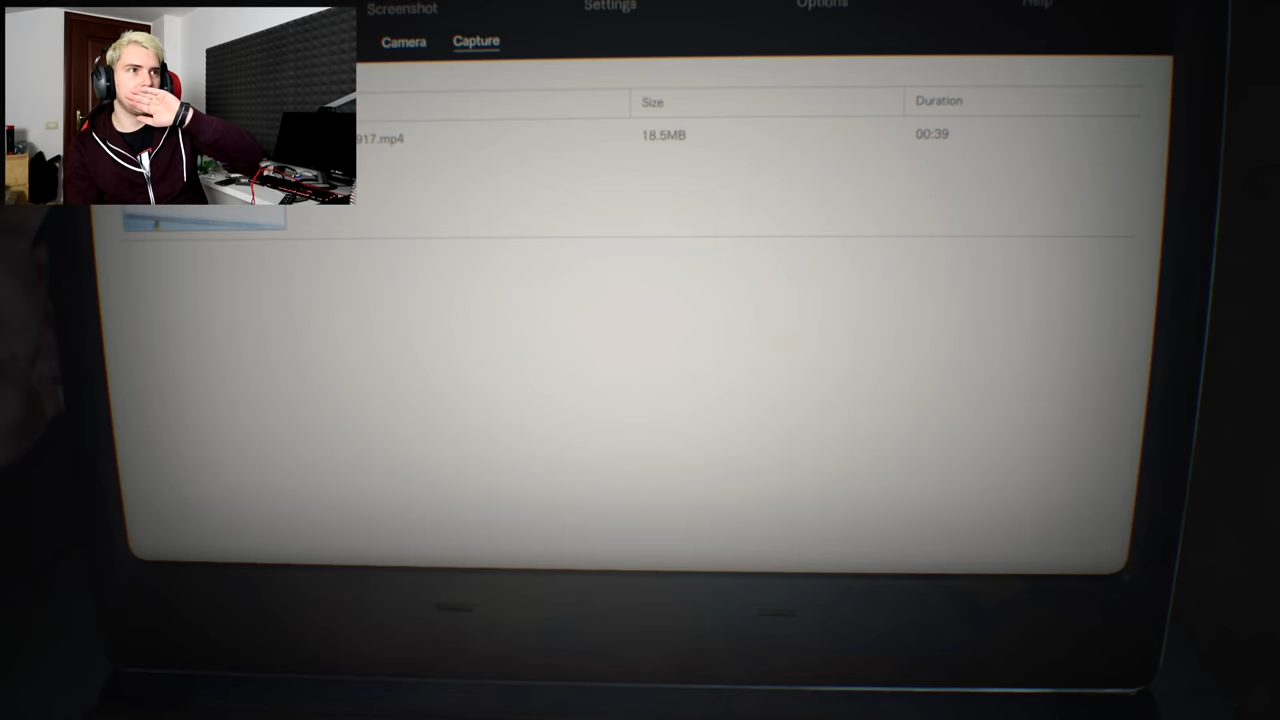 Screenshot Settings Options Help
Camera Capture
Size Duration
917.mp4 18.5MB 00:39